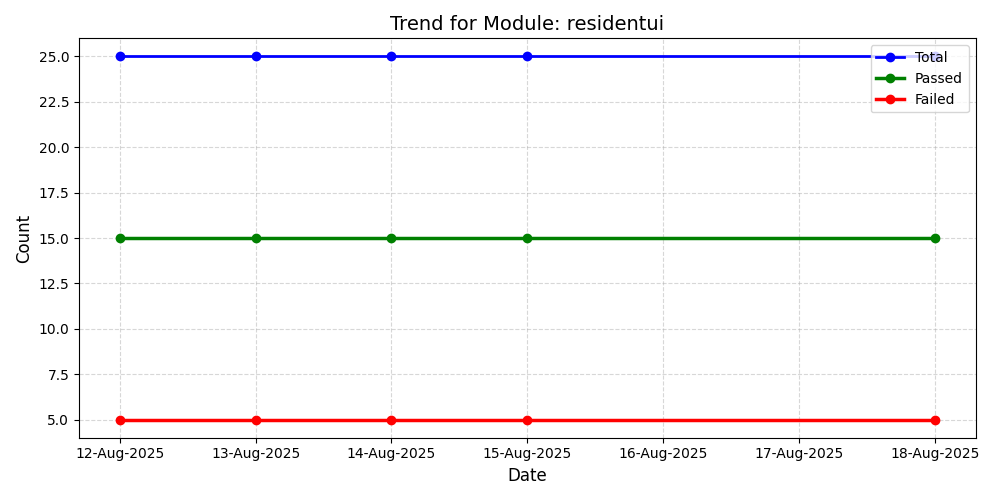 Trend for Module: residentui
Total
Passed
Failed
Count
25.0
22.5
20.0
17.5
15.0
12.5
10.0
7.5
5.0
12-Aug-2025 13-Aug-2025 14-Aug-2025 15-Aug-2025 16-Aug-2025 17-Aug-2025 18-Aug-2025
Date